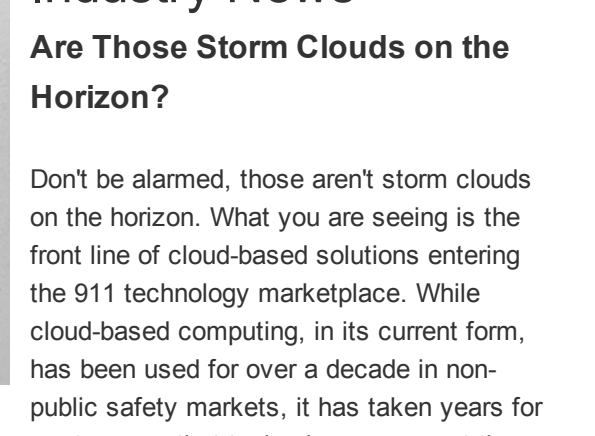 Industry News
Are Those Storm Clouds on the
Horizon?
Don't be alarmed, those aren't storm clouds
on the horizon. What you are seeing is the
front line of cloud-based solutions entering
the 911 technology marketplace. While
cloud-based computing, in its current form,
has been used for over a decade in non-
public safety markets, it has taken years for